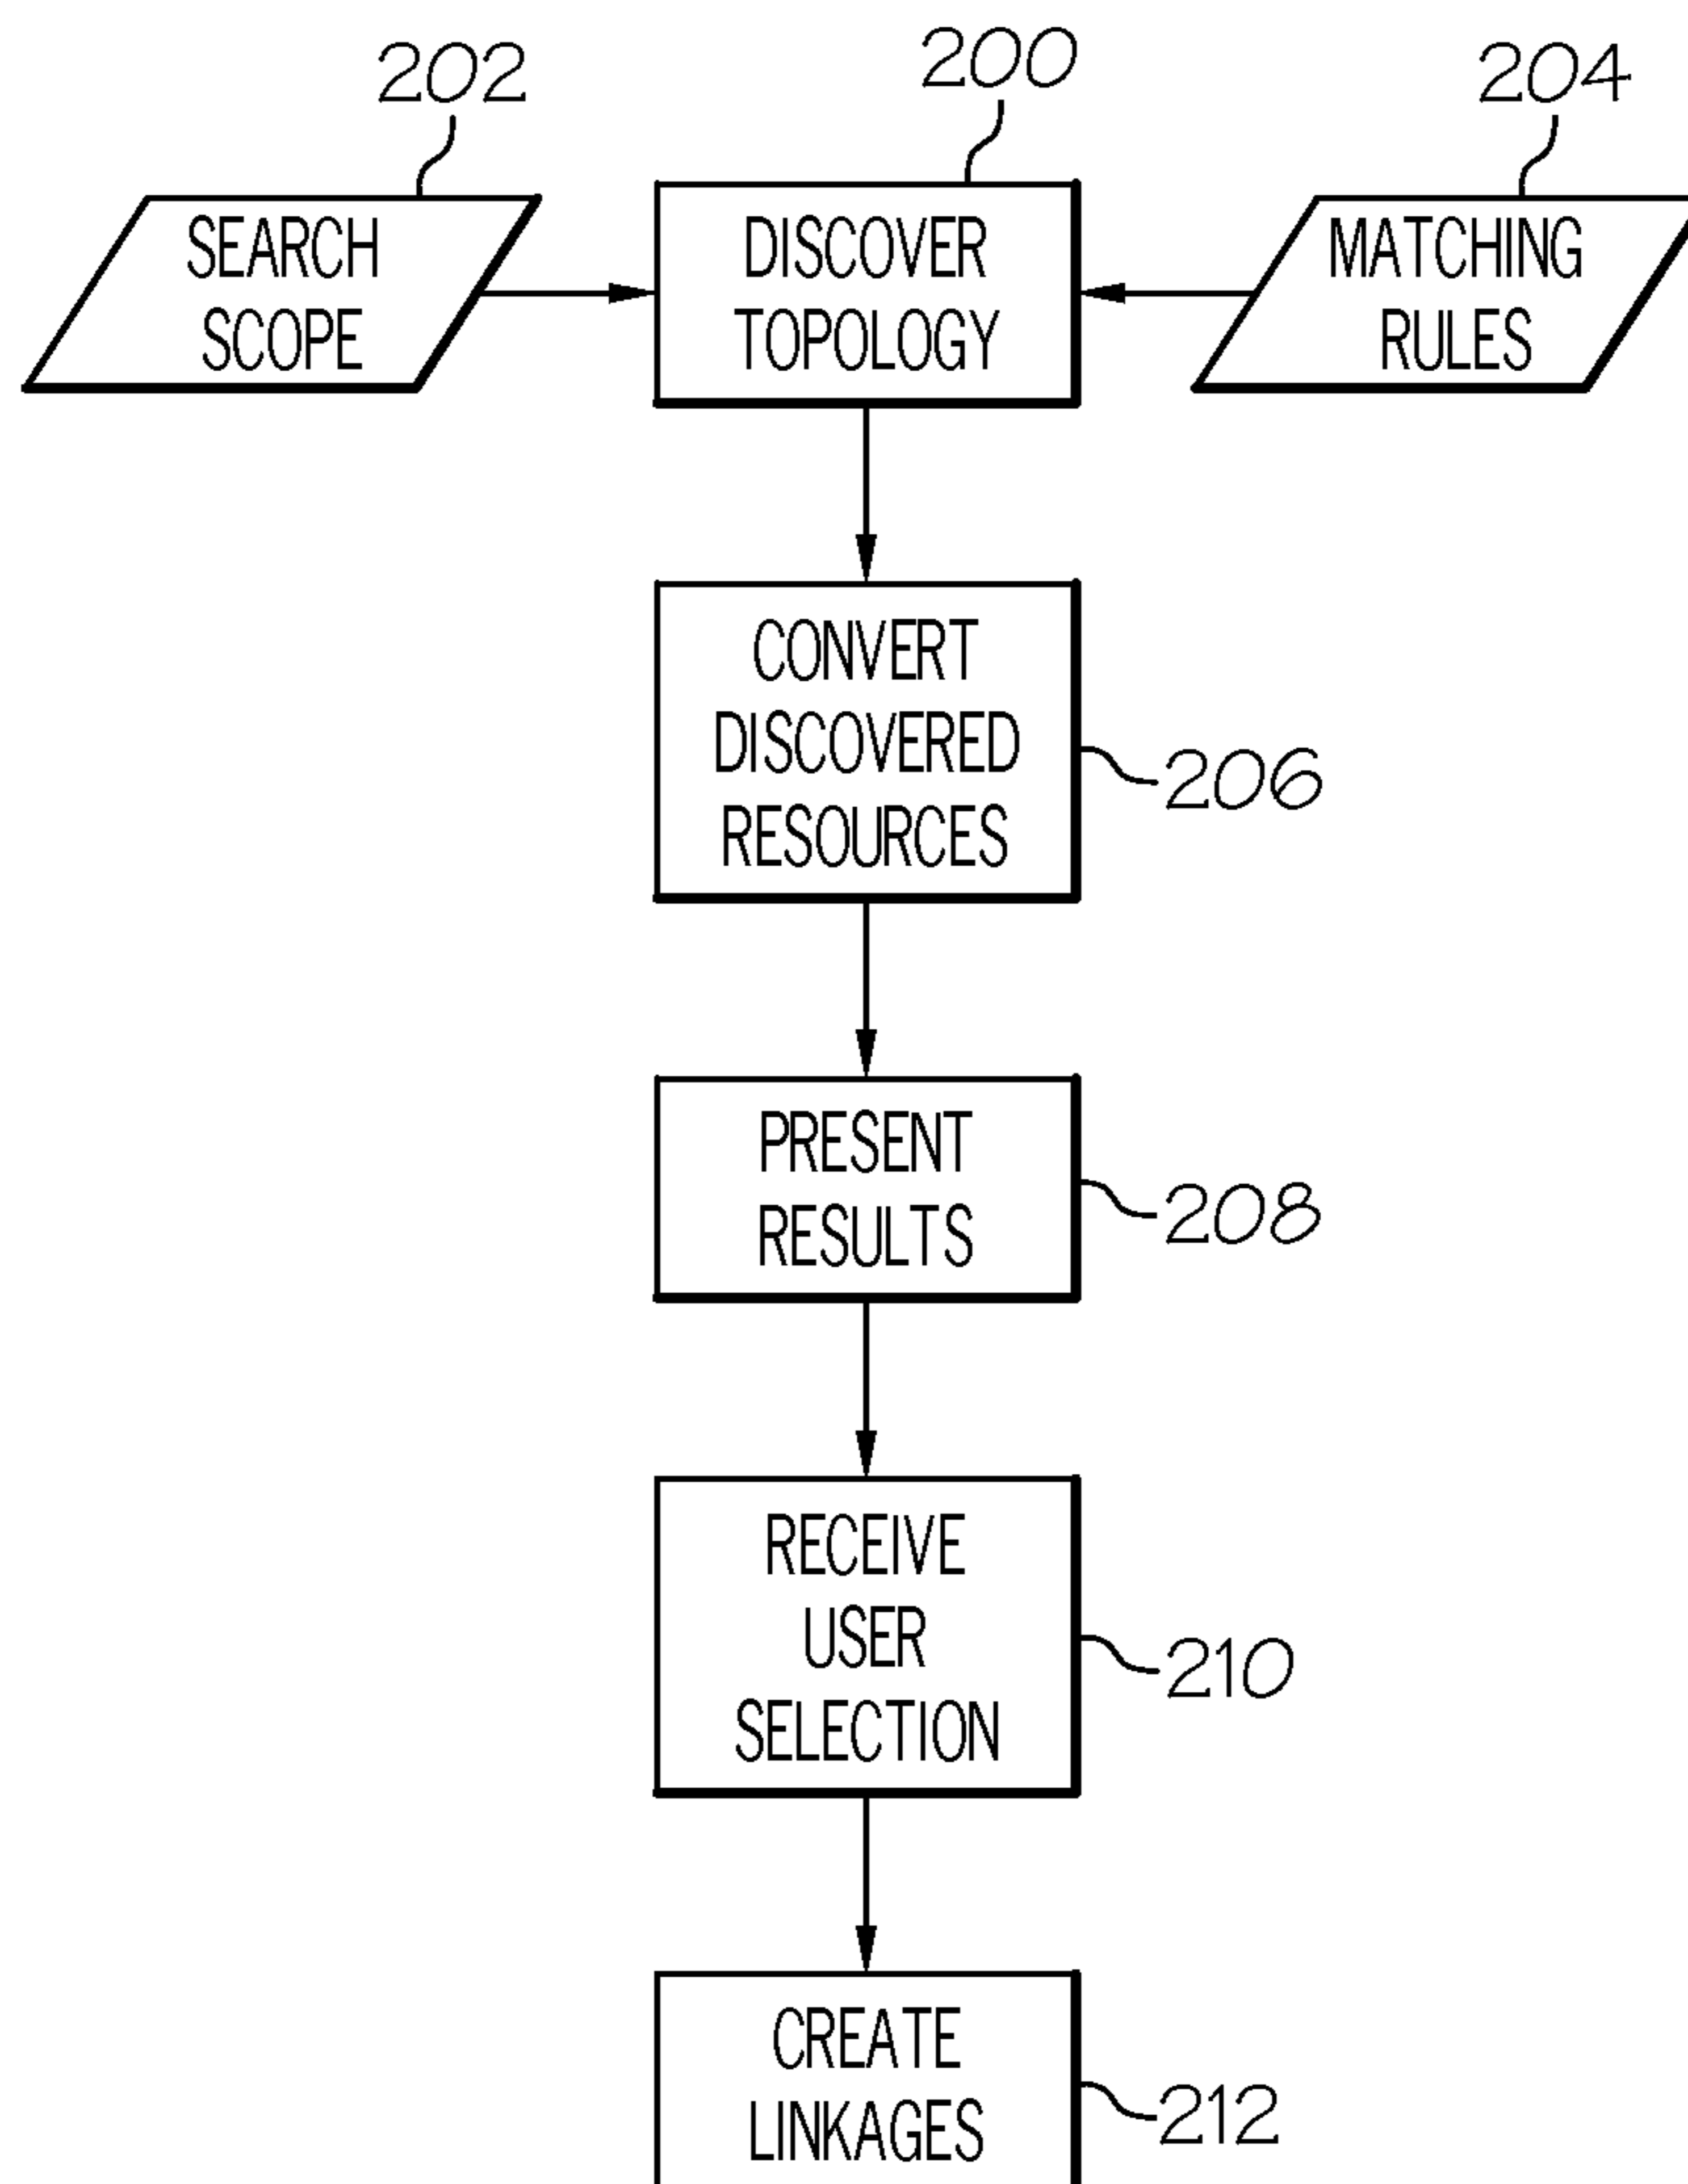 202
200
204
SEARCH
SCOPE
DISCOVER
TOPOLOGY
MATCHING
RULES
CONVERT
DISCOVERED
RESOURCES
206
PRESENT
RESULTS
208
RECEIVE
USER
SELECTION
210
CREATE
LINKAGES
212